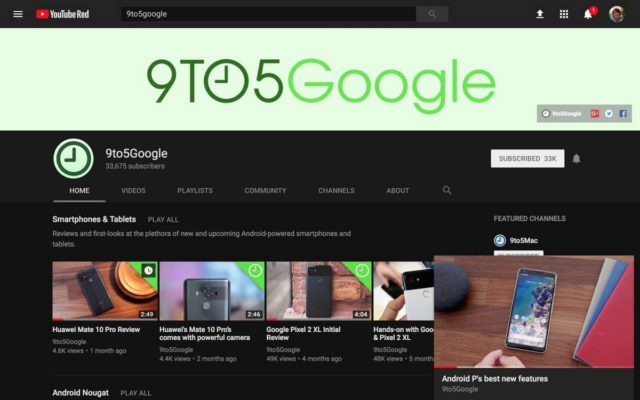 YouTube Red
9to5google
1
9TO5Google
9to5Google
9to5Google
33,675 subscribers
SUBSCRIBED 33K
HOME VIDEOS PLAYLISTS COMMUNITY CHANNELS ABOUT
Smartphones & Tablets PLAY ALL
Reviews and first-looks at the plethora of new and upcoming Android-powered smartphones and
tablets.
FEATURED CHANNELS
9to5Mac
2:49
2:46
4:04
Huawei Mate 10 Pro Review
9to5Google
4.6K views • 1 month ago
Huawei's Mate 10 Pro's
comes with powerful camera
9to5Google
4.4K views • 2 months ago
Google Pixel 2 XL Initial
Review
9to5Google
49K views • 4 months ago
Hands-on with Goo
& Pixel 2 XL
9to5Google
48K views • 5 mont
Android P's best new features
9to5Google
Android Nougat PLAY ALL